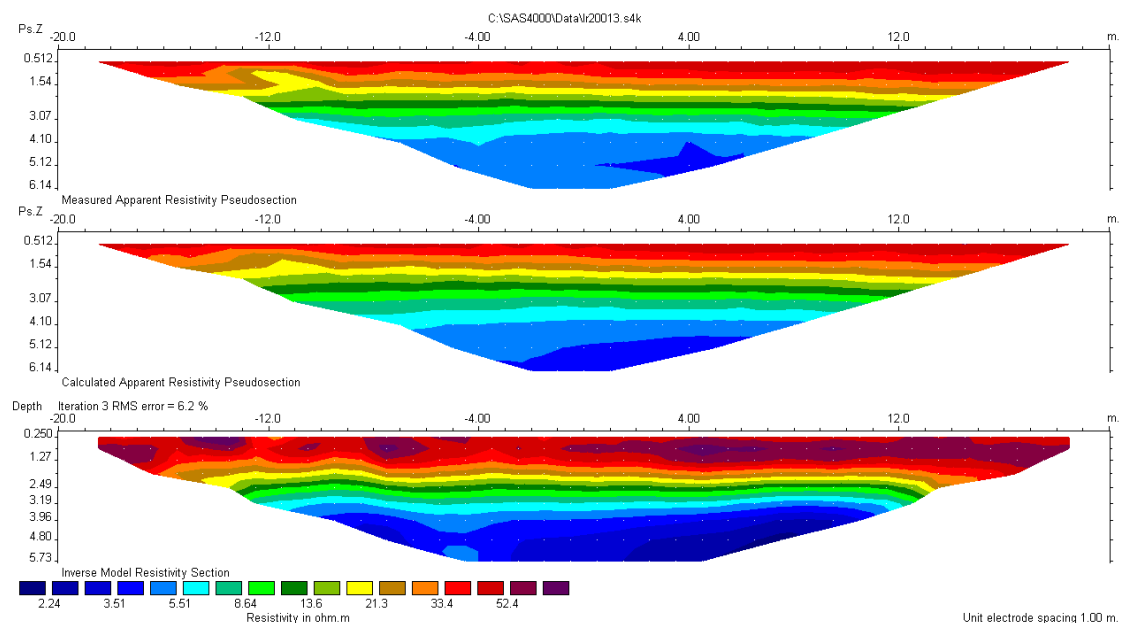 C:\SAS4000\Data\lr20013.s4k
Ps.Z
-20.0 -12.0 -4.00 4.00 12.0 m.
0.512
1.54
3.07
4.10
5.12
6.14
Measured Apparent Resistivity Pseudosection
Ps.Z
-20.0 -12.0 -4.00 4.00 12.0 m.
0.512
1.54
3.07
4.10
5.12
6.14
Calculated Apparent Resistivity Pseudosection
Depth Iteration 3 RMS error = 6.2 %
-20.0 -12.0 -4.00 4.00 12.0 m.
0.250
1.27
2.49
3.19
3.96
4.80
5.73
Inverse Model Resistivity Section
2.24 3.51 5.51 8.64 13.6 21.3 33.4 52.4
Resistivity in ohm.m
Unit electrode spacing 1.00 m.